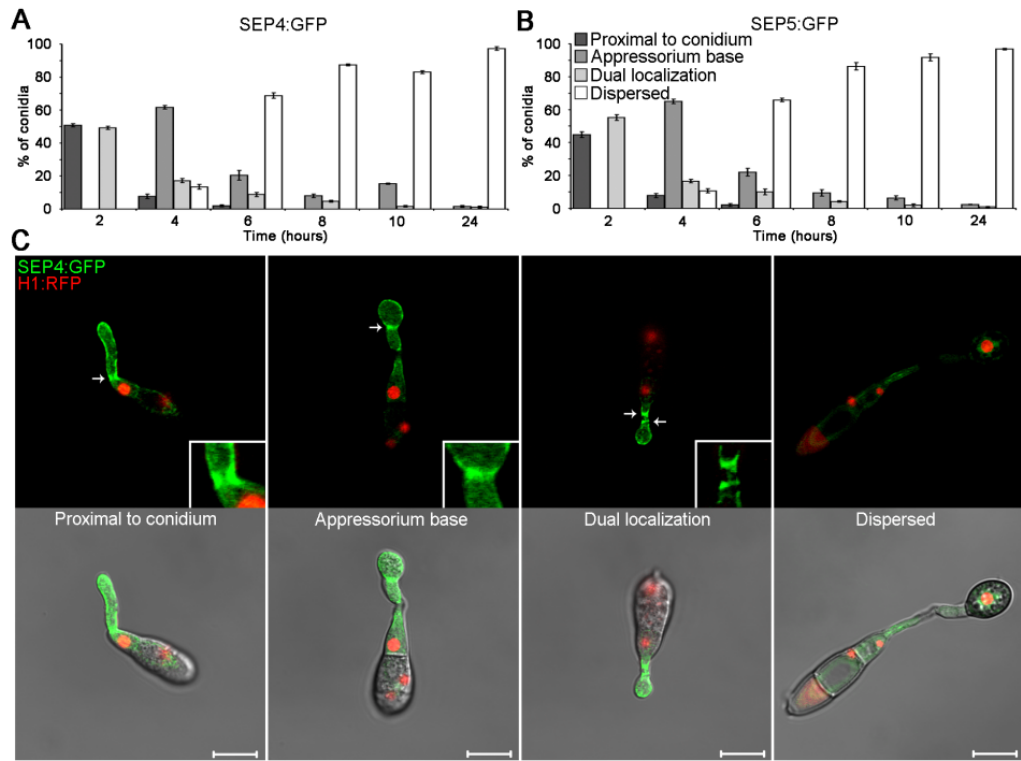 A
SEP4:GFP
% of conidia
100
80
60
40
20
0
2 4 6 8 10 24
Time (hours)
B
SEP5:GFP
Proximal to conidium
Appressorium base
Dual localization
Dispersed
% of conidia
100
80
60
40
20
0
2 4 6 8 10 24
Time (hours)
C
SEP4:GFP
H1:RFP
Proximal to conidium
Appressorium base
Dual localization
Dispersed